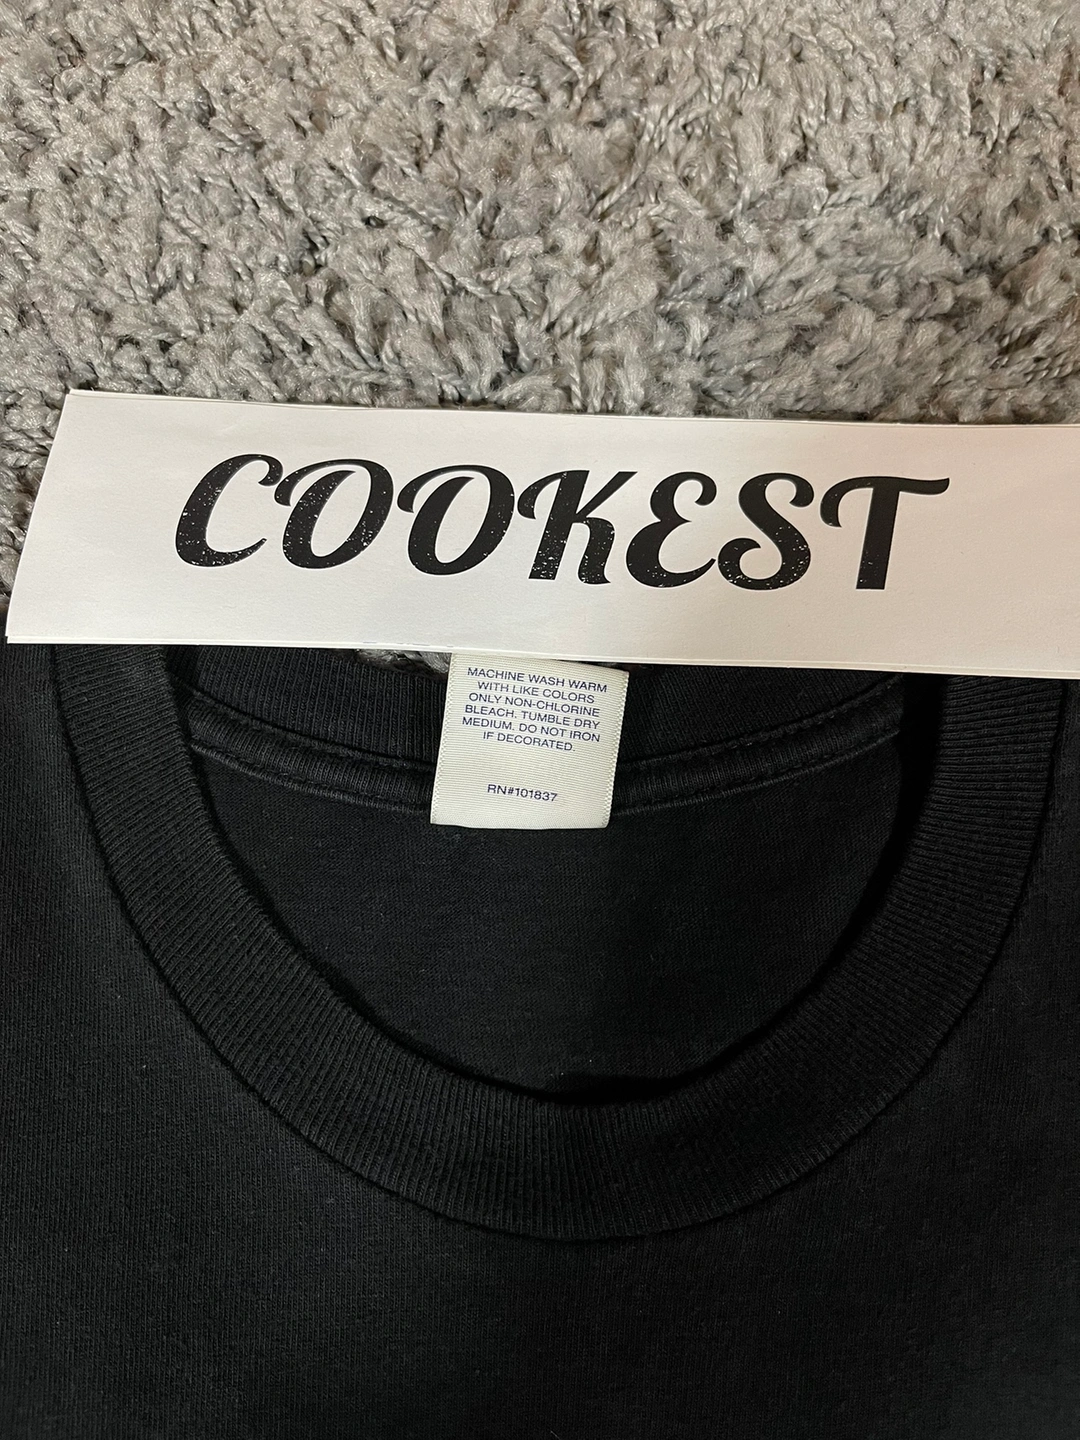 COOKEST
MACHINE WASH WARM
WITH LIKE COLORS
ONLY NON-CHLORINE
BLEACH. TUMBLE DRY
MEDIUM. DO NOT IRON
IF DECORATED.
RN#101837